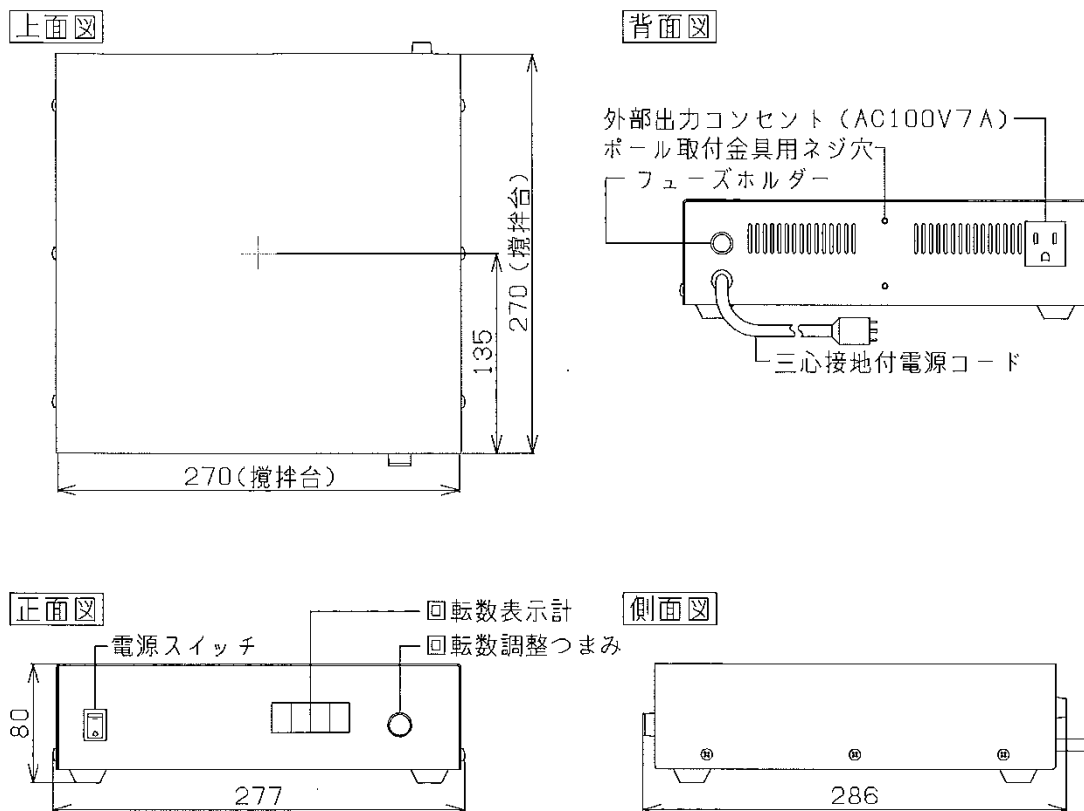 上面図
270(撹拌台)
135
270(撹拌台)
背面図
外部出力コンセント(AC100V7A)
ポール取付金具用ネジ穴
フューズホルダー
三心接地付電源コード
正面図
電源スイッチ
回転数表示計
回転数調整つまみ
80
277
側面図
286